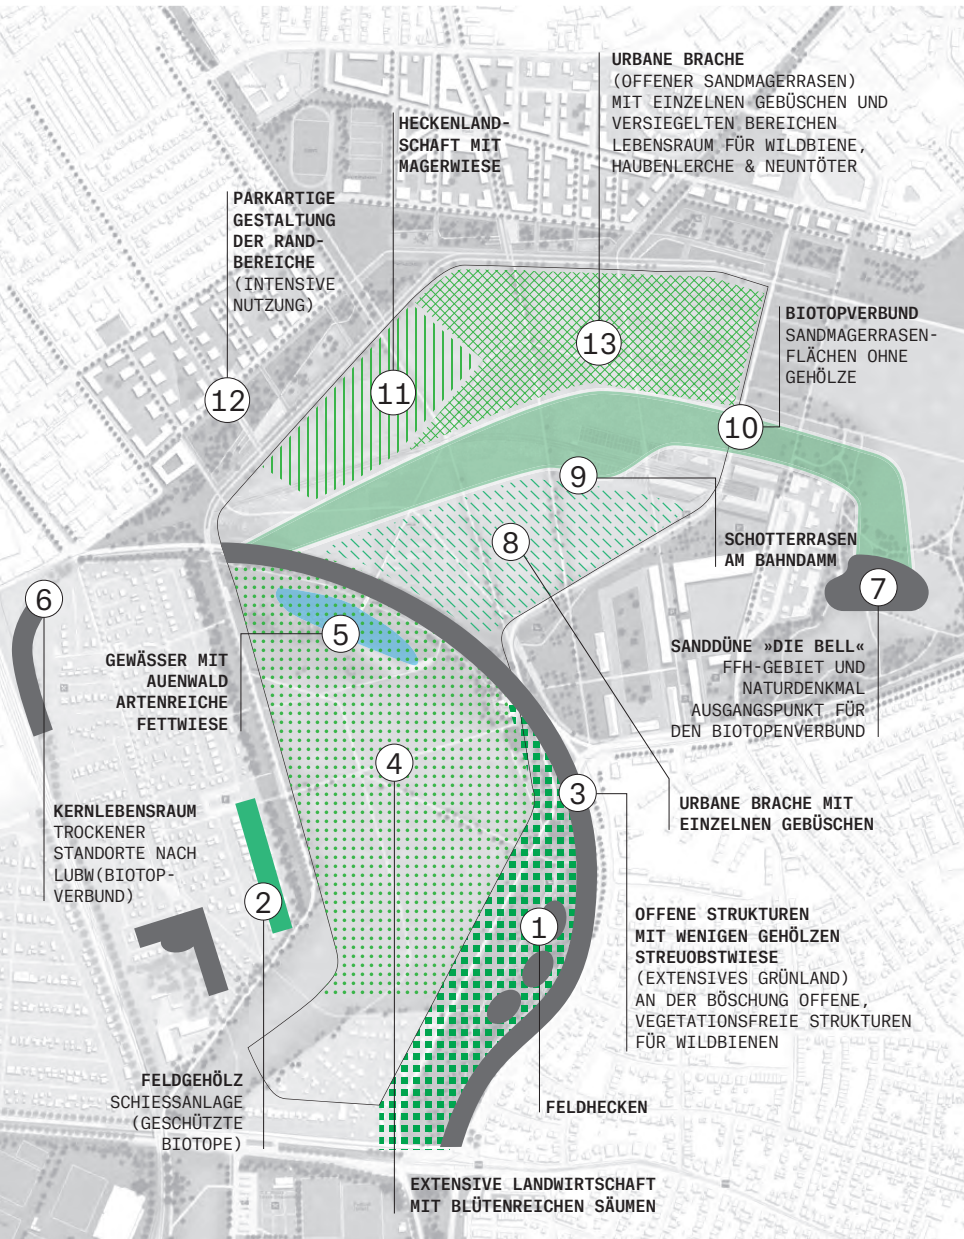 URBANE BRACHE
(OFFENER SANDMAGERRASEN)
MIT EINZELNEN GEBÜSCHEN UND
VERSIEGELTEN BEREICHEN
LEBENSRAUM FÜR WILDBIENE,
HAUBENLERCHE & NEUNTÖTER
HECKENLAND-
SCHAFT MIT
MAGERWIESE
PARKARTIGE
GESTALTUNG
DER RAND-
BEREICHE
(INTENSIVE
NUTZUNG)
BIOTOPVERBUND
SANDMAGERRASEN-
FLÄCHEN OHNE
GEHÖLZE
13
11
12
10
9
8
SCHOTTERRASEN
AM BAHNDAMM
7
6
5
SANDDÜNE »DIE BELL«
FFH-GEBIET UND
NATURDENKMAL
AUSGANGSPUNKT FÜR
DEN BIOTOPENVERBUND
GEWÄSSER MIT
AUENWALD
ARTENREICHE
FETTWIESE
4
3
KERNLEBENSRAUM
TROCKENER
STANDORTE NACH
LUBW(BIOTOP-
VERBUND)
URBANE BRACHE MIT
EINZELNEN GEBÜSCHEN
2
1
OFFENE STRUKTUREN
MIT WENIGEN GEHÖLZEN
STREUOBSTWIESE
(EXTENSIVES GRÜNLAND)
AN DER BÖSCHUNG OFFENE,
VEGETATIONSFREIE STRUKTUREN
FÜR WILDBIENEN
FELDGEHÖLZ
SCHIESSANLAGE
(GESCHÜTZTE
BIOTOPE)
FELDHECKEN
EXTENSIVE LANDWIRTSCHAFT
MIT BLÜTENREICHEN SÄUMEN